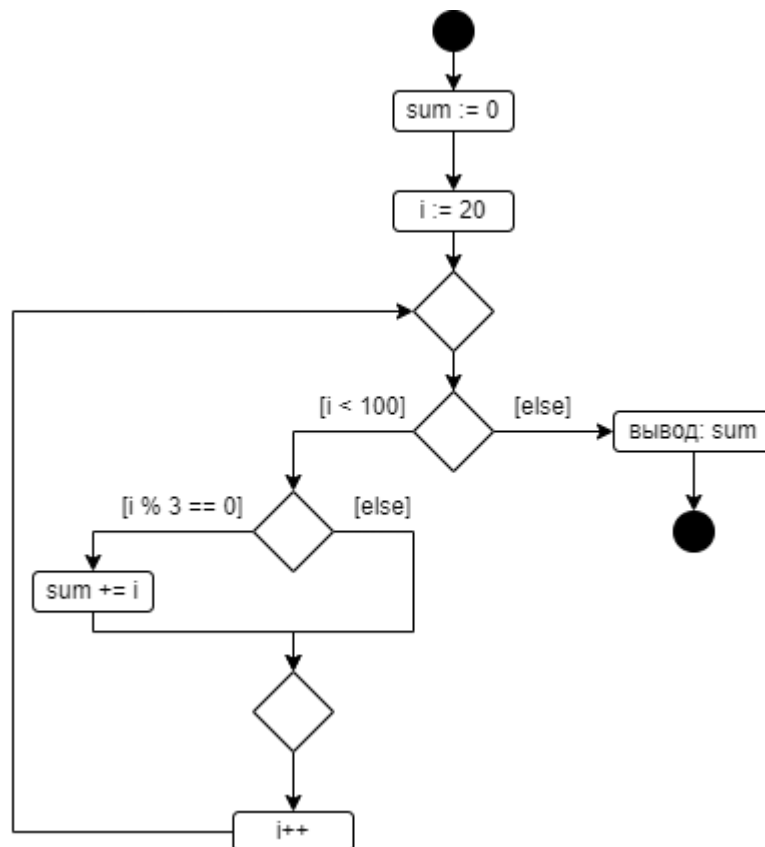 sum := 0
i := 20
[i < 100]
[else]
вывод: sum
[i % 3 == 0]
[else]
sum += i
i++